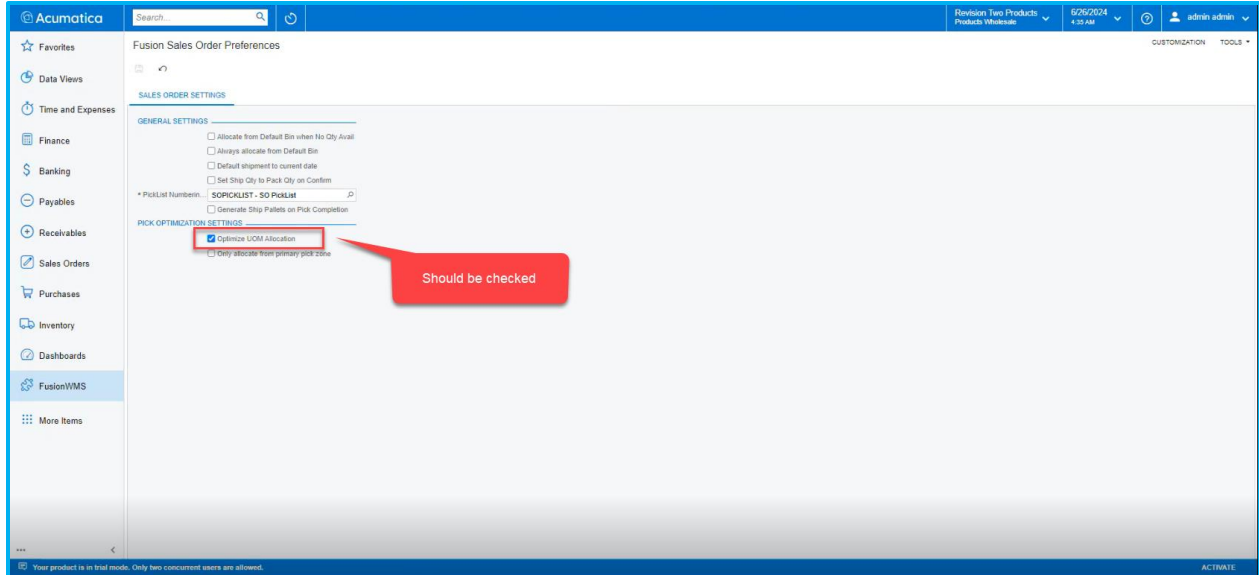 Acumatica
Search...
Revision Two Products
Products Wholesale
6/26/2024
4:35 AM
admin admin
Favorites
Data Views
Time and Expenses
Finance
Banking
Payables
Receivables
Sales Orders
Purchases
Inventory
Dashboards
FusionWMS
More Items
Fusion Sales Order Preferences
CUSTOMIZATION TOOLS
SALES ORDER SETTINGS
GENERAL SETTINGS
Allocate from Default Bin when No Qty Avail
Always allocate from Default Bin
Default shipment to current date
Set Ship Qty to Pack Qty on Confirm
* PickList Numberin... SOPICKLIST - SO PickList
Generate Ship Pallets on Pick Completion
PICK OPTIMIZATION SETTINGS
Optimize UOM Allocation
Only allocate from primary pick zone
Should be checked
Your product is in trial mode. Only two concurrent users are allowed.
ACTIVATE